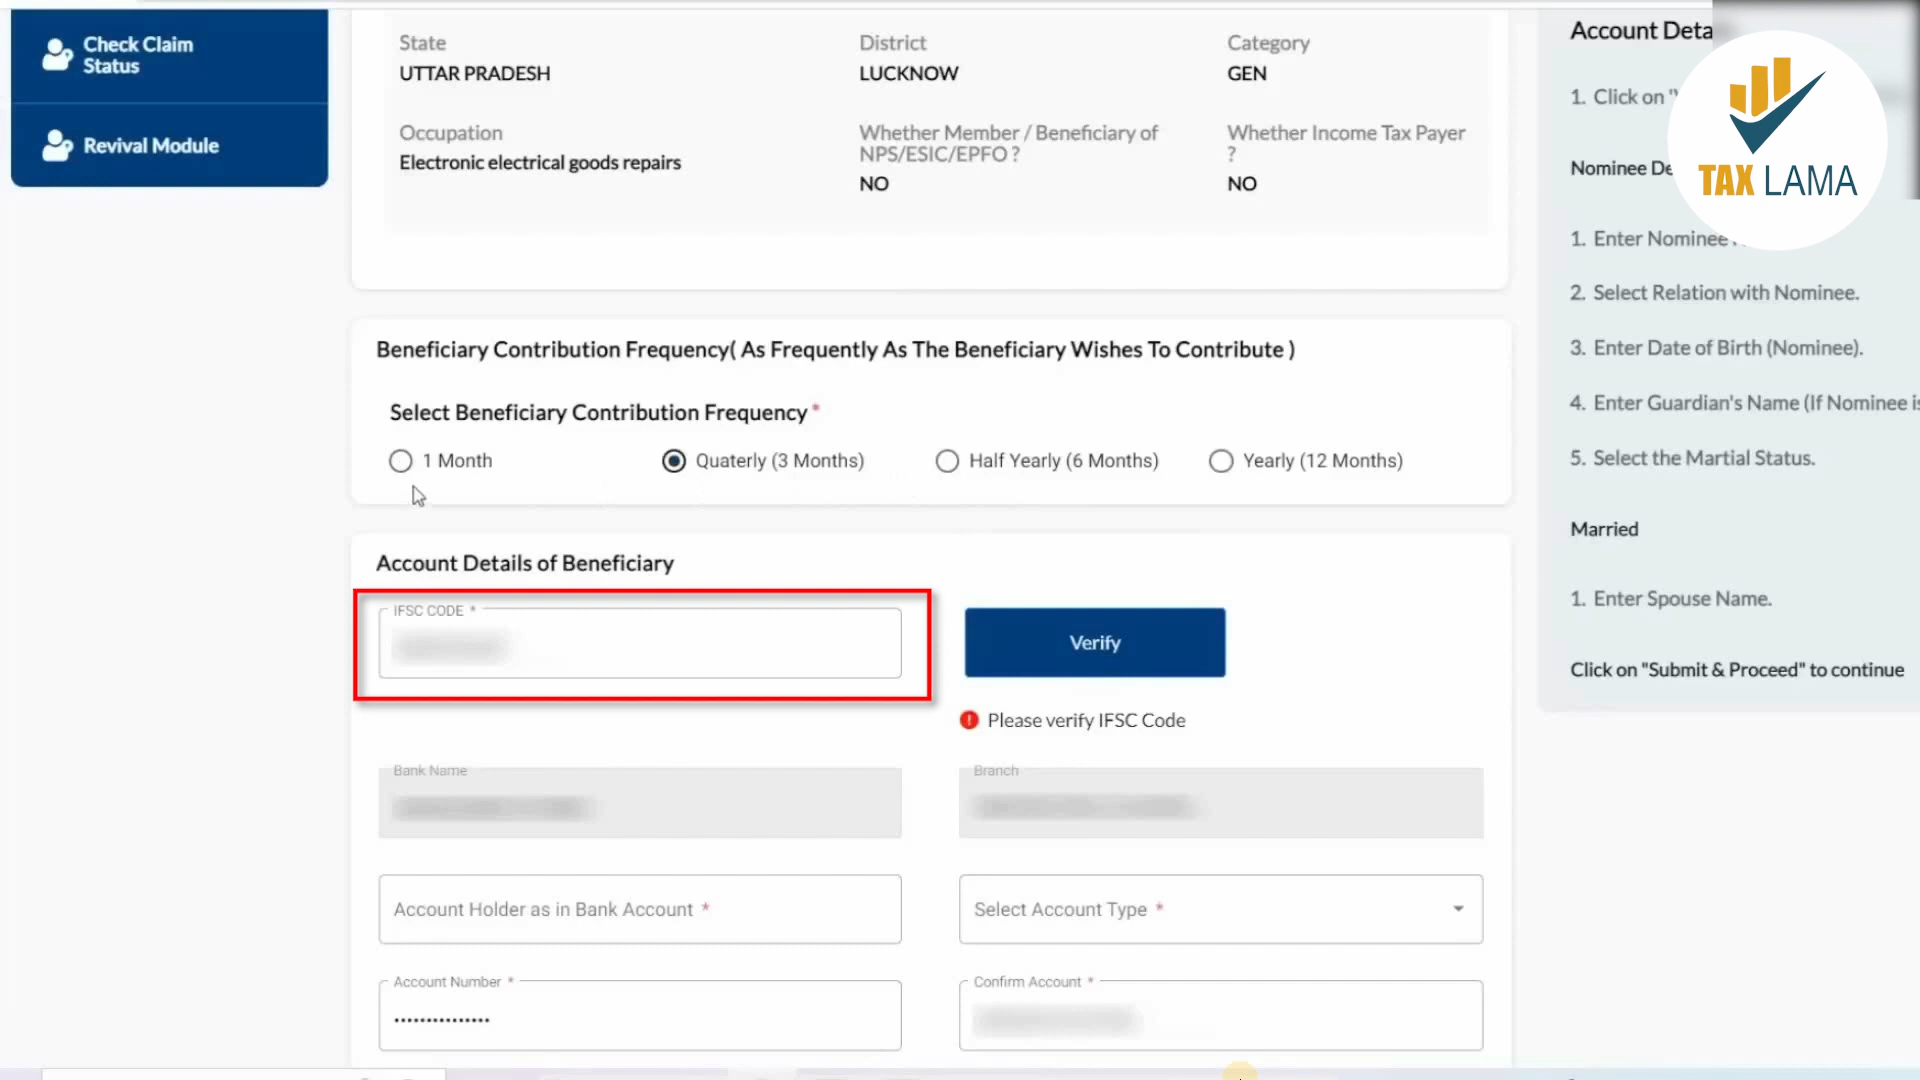 Check Claim
Status
Revival Module
State
UTTAR PRADESH
District
LUCKNOW
Category
GEN
Occupation
Electronic electrical goods repairs
Whether Member / Beneficiary of
NPS/ESIC/EPFO ?
NO
Whether Income Tax Payer
?
NO
Beneficiary Contribution Frequency( As Frequently As The Beneficiary Wishes To Contribute )
Select Beneficiary Contribution Frequency *
1 Month
Quaterly (3 Months)
Half Yearly (6 Months)
Yearly (12 Months)
Account Details of Beneficiary
IFSC CODE *
Verify
Please verify IFSC Code
Bank Name
Branch
Account Holder as in Bank Account *
Select Account Type *
Account Number *
Confirm Account *
Account
1. Click on
Nominee
TAX LAMA
1. Enter Nominee
2. Select Relation with Nominee.
3. Enter Date of Birth (Nominee).
4. Enter Guardian's Name (If Nominee
5. Select the Martial Status.
Married
1. Enter Spouse Name.
Click on "Submit & Proceed" to continue